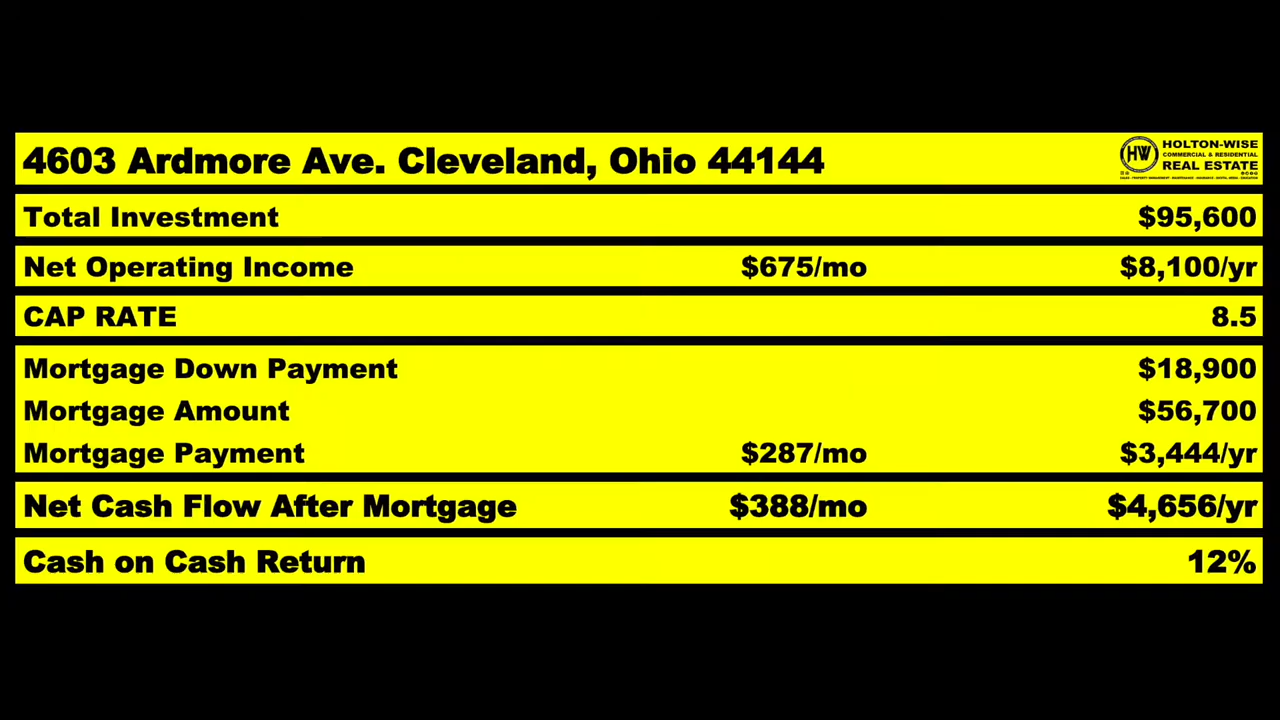 4603 Ardmore Ave. Cleveland, Ohio 44144
HW
HOLTON-WISE
COMMERCIAL & RESIDENTIAL
REAL ESTATE
Total Investment $95,600
Net Operating Income $675/mo $8,100/yr
CAP RATE 8.5
Mortgage Down Payment $18,900
Mortgage Amount $56,700
Mortgage Payment $287/mo $3,444/yr
Net Cash Flow After Mortgage $388/mo $4,656/yr
Cash on Cash Return 12%